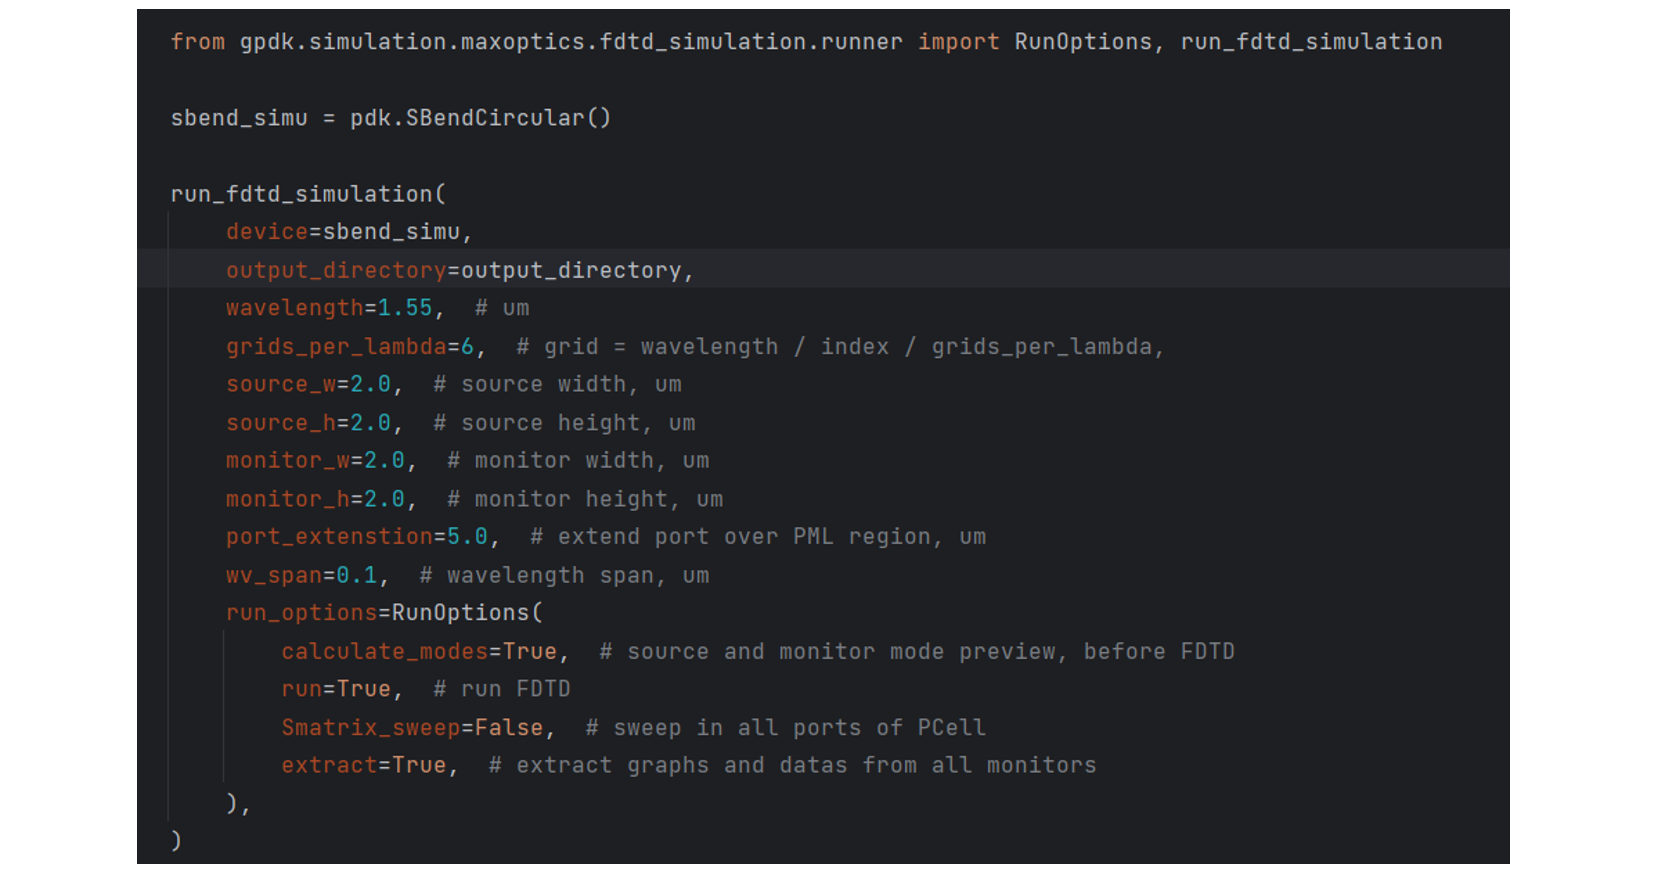 from gpdk.simulation.maxoptics.fdtd_simulation.runner import RunOptions, run_fdtd_simulation
sbend_simu = pdk.SBendCircular()
run_fdtd_simulation(
device=sbend_simu,
output_directory=output_directory,
wavelength=1.55,  # um
grids_per_lambda=6,  # grid = wavelength / index / grids_per_lambda,
source_w=2.0,  # source width, um
source_h=2.0,  # source height, um
monitor_w=2.0,  # monitor width, um
monitor_h=2.0,  # monitor height, um
port_extenstion=5.0,  # extend port over PML region, um
wv_span=0.1,  # wavelength span, um
run_options=RunOptions(
calculate_modes=True,  # source and monitor mode preview, before FDTD
run=True,  # run FDTD
Smatrix_sweep=False,  # sweep in all ports of PCell
extract=True,  # extract graphs and datas from all monitors
),
)